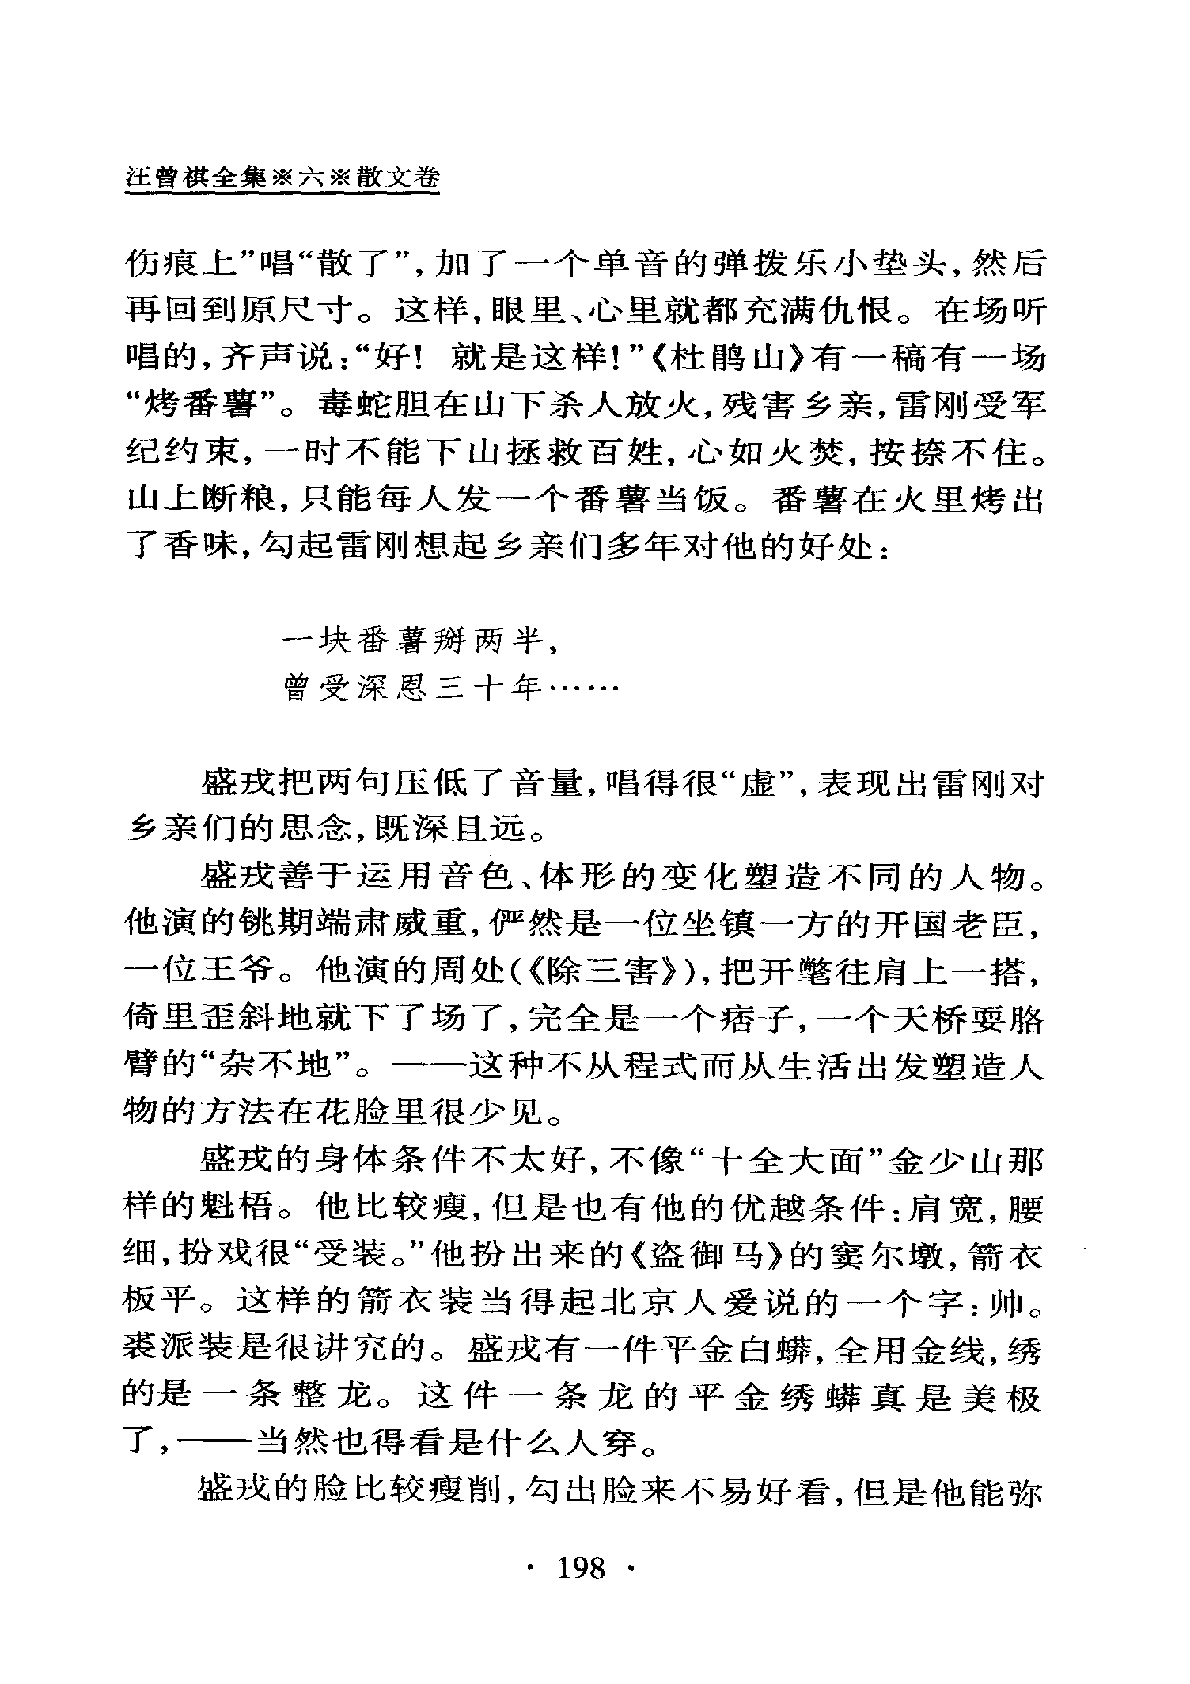 汪曾祺全集※六※散文卷
伤痕上”唱“散了”，加了一个单音的弹拨乐小垫头，然后
再回到原尺寸。这样，眼里、心里就都充满仇恨。在场听
唱的，齐声说：“好！就是这样！”《杜鹃山》有一稿有一场
“烤番薯”。毒蛇胆在山下杀人放火，残害乡亲，雷刚受军
纪约束，一时不能下山拯救百姓，心如火焚，按捺不住。
山上断粮，只能每人发一个番薯当饭。番薯在火里烤出
了香味，勾起雷刚想起乡亲们多年对他的好处：
一块番薯掰两半，
曾受深恩三十年……
盛戎把两句压低了音量，唱得很“虚”，表现出雷刚对
乡亲们的思念，既深且远。
盛戎善于运用音色、体形的变化塑造不同的人物。
他演的铫期端肃威重，俨然是一位坐镇一方的开国老臣，
一位王爷。他演的周处（《除三害》），把开氅往肩上一搭，
倚里歪斜地就下了场了，完全是一个痞子，一个天桥耍胳
臂的“杂不地”。——这种不从程式而从生活出发塑造人
物的方法在花脸里很少见。
盛戎的身体条件不太好，不像“十全大面”金少山那
样的魁梧。他比较瘦，但是也有他的优越条件：肩宽，腰
细，扮戏很“受装。”他扮出来的《盗御马》的窦尔墩，箭衣
板平。这样的箭衣装当得起北京人爱说的一个字：帅。
裘派装是很讲究的。盛戎有一件平金白蟒，全用金线，绣
的是一条整龙。这件一条龙的平金绣蟒真是美极
了，——当然也得看是什么人穿。
盛戎的脸比较瘦削，勾出脸来不易好看，但是他能弥
· 198 ·